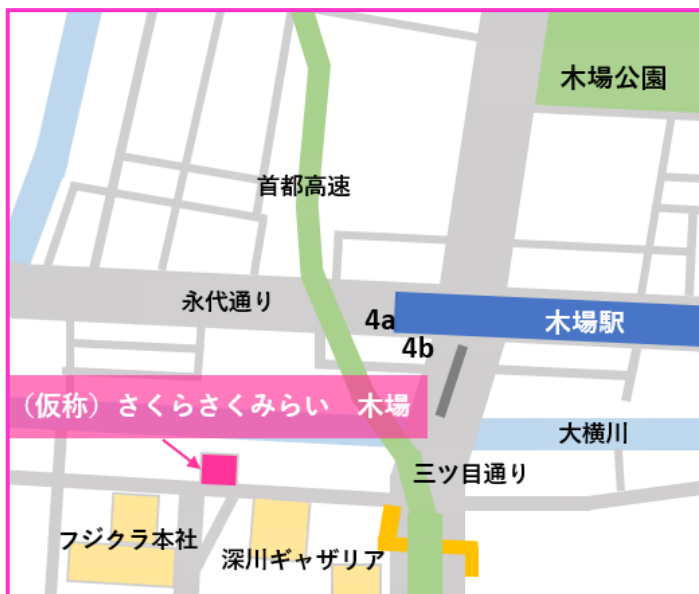 木場公園
首都高速
永代通り
4a
木場駅
4b
（仮称）さくらさくみらい　木場
大横川
三ツ目通り
フジクラ本社
深川ギャザリア